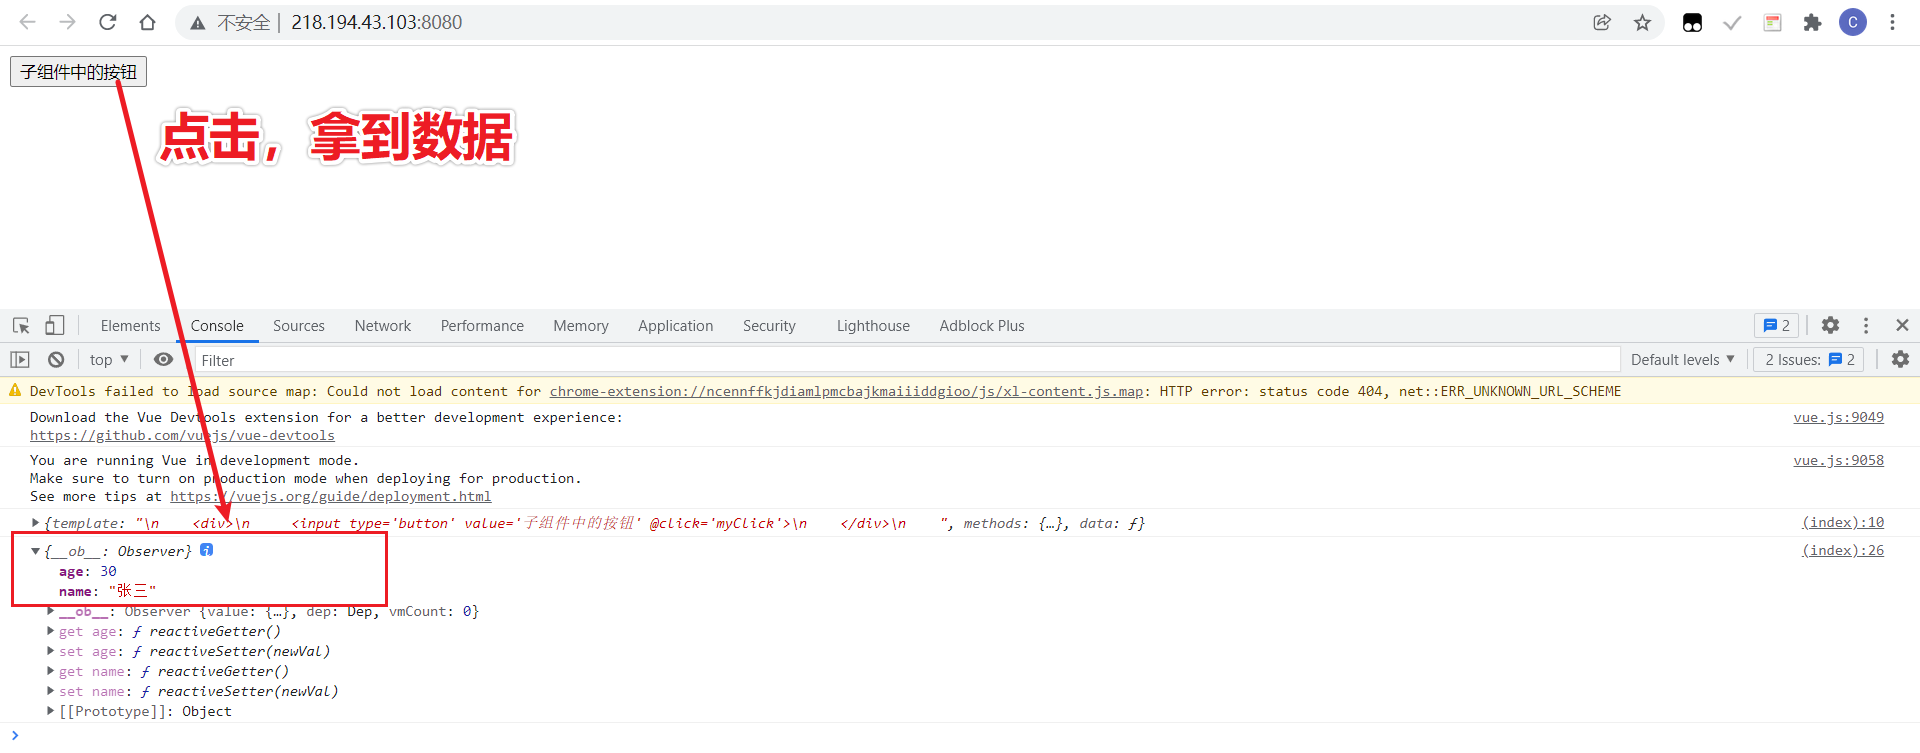 不安全 | 218.194.43.103:8080
C
子组件中的按钮
点击，拿到数据
Elements Console Sources Network Performance Memory Application Security Lighthouse Adblock Plus 2
top ▼ Filter Default levels ▼ 2 Issues: 2
DevTools failed to load source map: Could not load content for chrome-extension://ncennffkjdiamlpmcbajkmaiiiddgioo/js/xl-content.js.map: HTTP error: status code 404, net::ERR_UNKNOWN_URL_SCHEME
Download the Vue Devtools extension for a better development experience: vue.js:9049
https://github.com/vuejs/vue-devtools
You are running Vue in development mode. vue.js:9058
Make sure to turn on production mode when deploying for production.
See more tips at https://vuejs.org/guide/deployment.html
▶ {template: "\n    <div>\n     <input type='button' value='子组件中的按钮' @click='myClick'>\n    </div>\n    ", methods: {…}, data: ƒ} (index):10
▼ {__ob__: Observer} i (index):26
age: 30
name: "张三"
▶ __ob__: Observer {value: {…}, dep: Dep, vmCount: 0}
▶ get age: ƒ reactiveGetter()
▶ set age: ƒ reactiveSetter(newVal)
▶ get name: ƒ reactiveGetter()
▶ set name: ƒ reactiveSetter(newVal)
▶ [[Prototype]]: Object
>